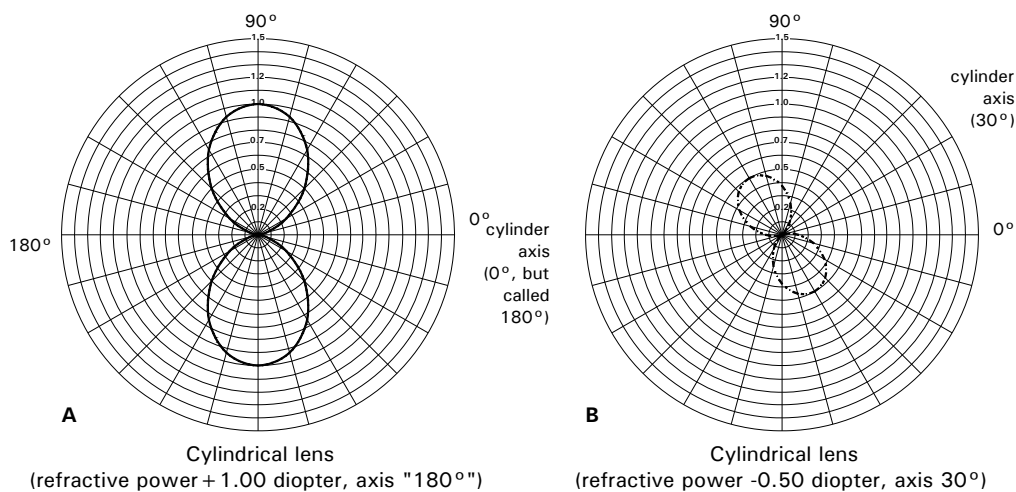 90°
1.5
1.2
1.0
0.7
0.5
0.2
180°
0°
cylinder
axis
(0°, but
called
180°)
A
Cylindrical lens
(refractive power + 1.00 diopter, axis "180°")
90°
1.5
1.2
1.0
0.7
0.5
0.2
cylinder
axis
(30°)
0°
B
Cylindrical lens
(refractive power -0.50 diopter, axis 30°)